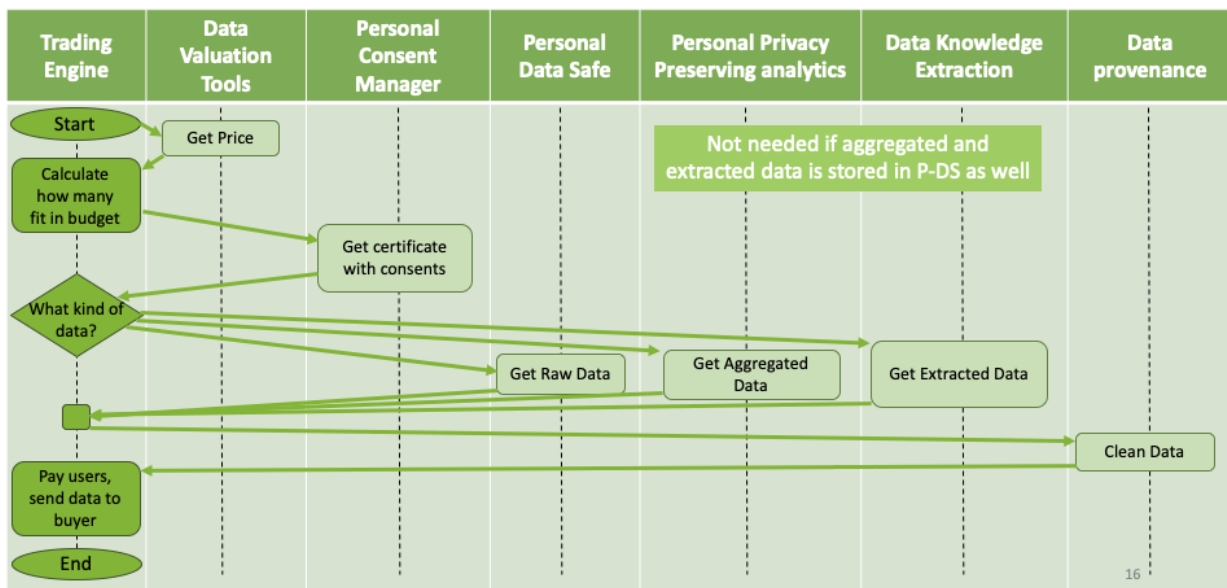 Trading
Engine
Data
Valuation
Tools
Personal
Consent
Manager
Personal
Data Safe
Personal Privacy
Preserving analytics
Data Knowledge
Extraction
Data
provenance
Start
Get Price
Not needed if aggregated and
extracted data is stored in P-DS as well
Calculate
how many
fit in budget
Get certificate
with consents
What kind of
data?
Get Raw Data
Get Aggregated
Data
Get Extracted Data
Clean Data
Pay users,
send data to
buyer
End
16